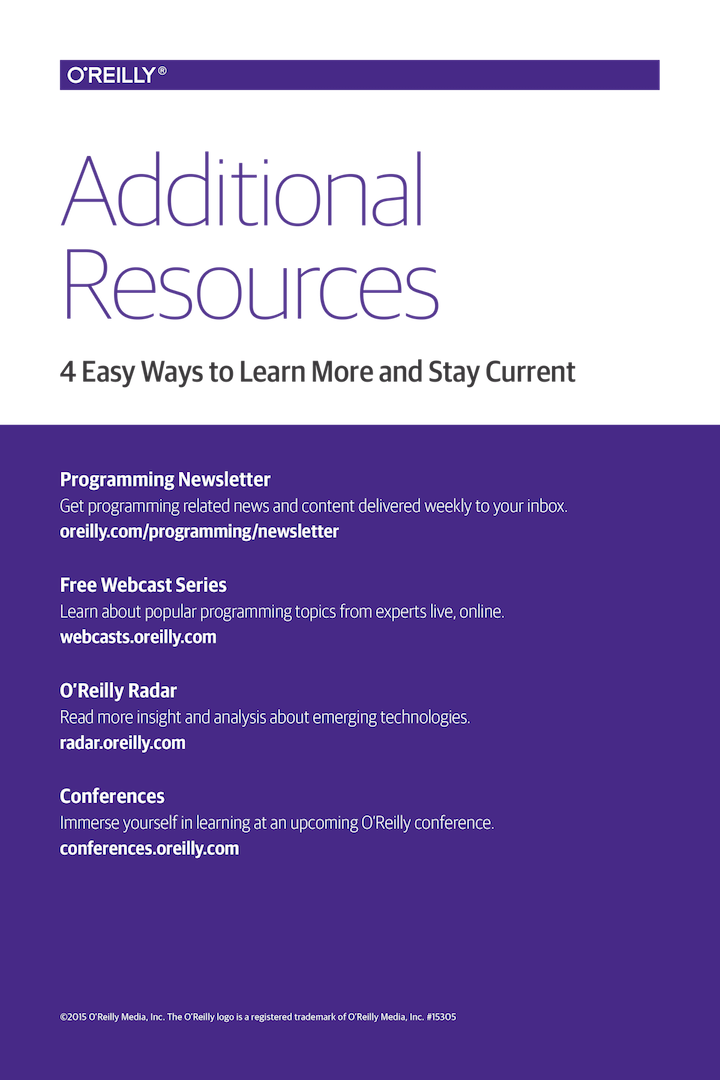 O'REILLY®
Additional
Resources
4 Easy Ways to Learn More and Stay Current
Programming Newsletter
Get programming related news and content delivered weekly to your inbox.
oreilly.com/programming/newsletter
Free Webcast Series
Learn about popular programming topics from experts live, online.
webcasts.oreilly.com
O’Reilly Radar
Read more insight and analysis about emerging technologies.
radar.oreilly.com
Conferences
Immerse yourself in learning at an upcoming O’Reilly conference.
conferences.oreilly.com
©2015 O’Reilly Media, Inc. The O’Reilly logo is a registered trademark of O’Reilly Media, Inc. #15305